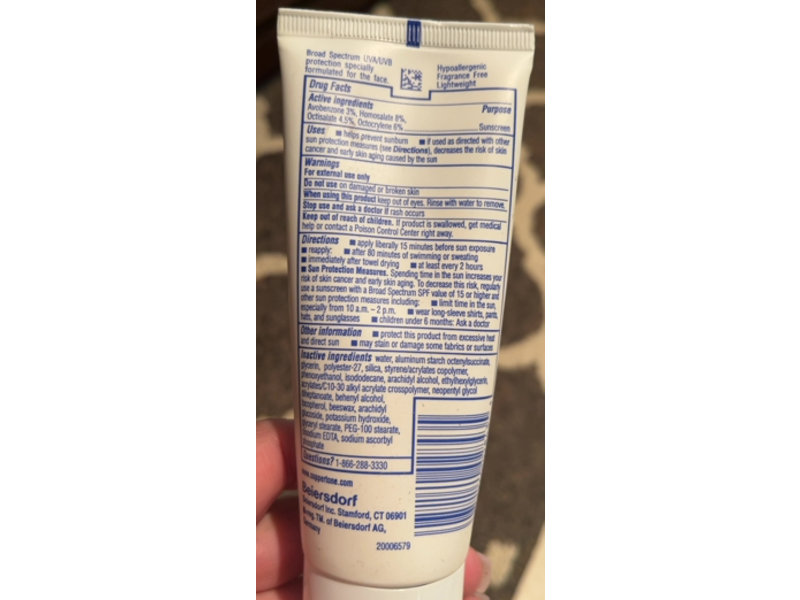 Broad Spectrum UVA/UVB
protection specially
formulated for the face.
Hypoallergenic
Fragrance Free
Lightweight
Drug Facts
Active ingredients Purpose
Avobenzone 3%, Homosalate 8%,
Octisalate 4.5%, Octocrylene 6% Sunscreen
Uses ■ helps prevent sunburn ■ if used as directed with other
sun protection measures (see Directions), decreases the risk of skin
cancer and early skin aging caused by the sun
Warnings
For external use only
Do not use on damaged or broken skin
When using this product keep out of eyes. Rinse with water to remove.
Stop use and ask a doctor if rash occurs
Keep out of reach of children. If product is swallowed, get medical
help or contact a Poison Control Center right away.
Directions ■ apply liberally 15 minutes before sun exposure
■ reapply: ■ after 80 minutes of swimming or sweating
■ immediately after towel drying ■ at least every 2 hours
■ Sun Protection Measures. Spending time in the sun increases your
risk of skin cancer and early skin aging. To decrease this risk, regularly
use a sunscreen with a Broad Spectrum SPF value of 15 or higher and
other sun protection measures including: ■ limit time in the sun,
especially from 10 a.m. – 2 p.m. ■ wear long-sleeve shirts, pants,
hats, and sunglasses ■ children under 6 months: Ask a doctor
Other information ■ protect this product from excessive heat
and direct sun ■ may stain or damage some fabrics or surfaces
Inactive ingredients water, aluminum starch octenylsuccinate,
glycerin, polyester-27, silica, styrene/acrylates copolymer,
phenoxyethanol, isododecane, arachidyl alcohol, ethylhexylglycerin,
acrylates/C10-30 alkyl acrylate crosspolymer, neopentyl glycol
diheptanoate, behenyl alcohol,
tocopherol, beeswax, arachidyl
glucoside, potassium hydroxide,
glyceryl stearate, PEG-100 stearate,
disodium EDTA, sodium ascorbyl
phosphate
Questions? 1-866-288-3330
www.coppertone.com
Beiersdorf
Beiersdorf Inc. Stamford, CT 06901
TM. of Beiersdorf AG,
Germany
20006579